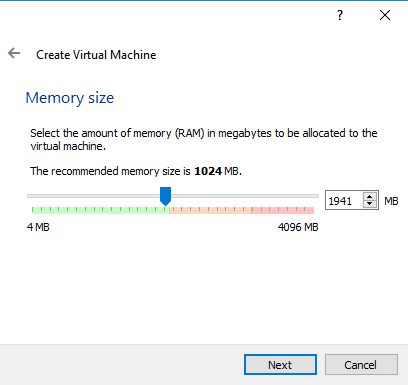 ?
Create Virtual Machine
Memory size
Select the amount of memory (RAM) in megabytes to be allocated to the
virtual machine.
The recommended memory size is 1024 MB.
1941 MB
4 MB 4096 MB
Next Cancel